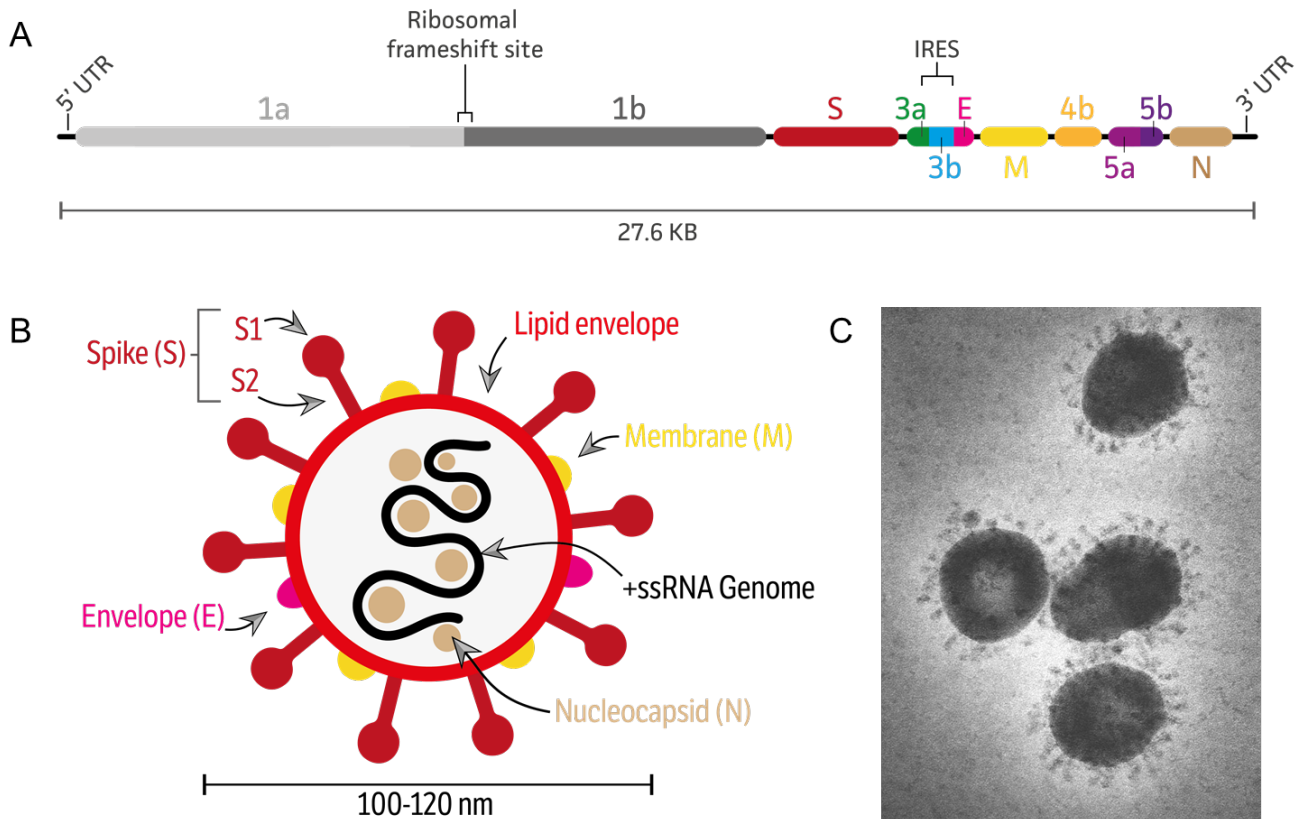 A
Ribosomal
frameshift site
IRES
5' UTR
1a
1b
S
3a
E
4b
5b
3' UTR
3b
M
5a
N
27.6 KB
B
Spike (S)
S1
S2
Lipid envelope
Membrane (M)
+ssRNA Genome
Envelope (E)
Nucleocapsid (N)
100-120 nm
C